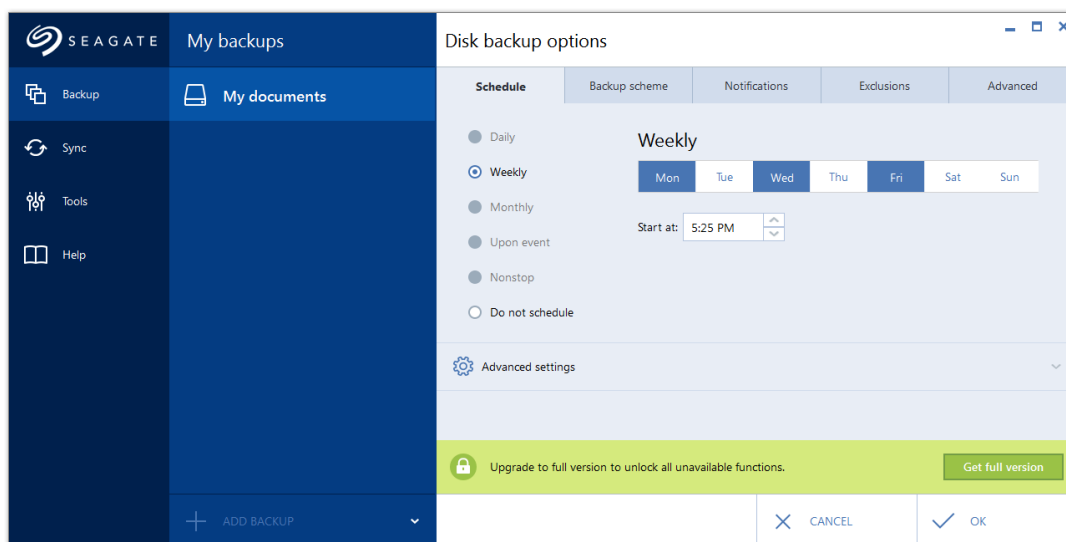 SEAGATE
My backups
Disk backup options
Backup
Sync
Tools
Help
My documents
ADD BACKUP
Schedule
Backup scheme
Notifications
Exclusions
Advanced
Daily
Weekly
Monthly
Upon event
Nonstop
Do not schedule
Weekly
Mon Tue Wed Thu Fri Sat Sun
Start at: 5:25 PM
Advanced settings
Upgrade to full version to unlock all unavailable functions.
Get full version
CANCEL
OK